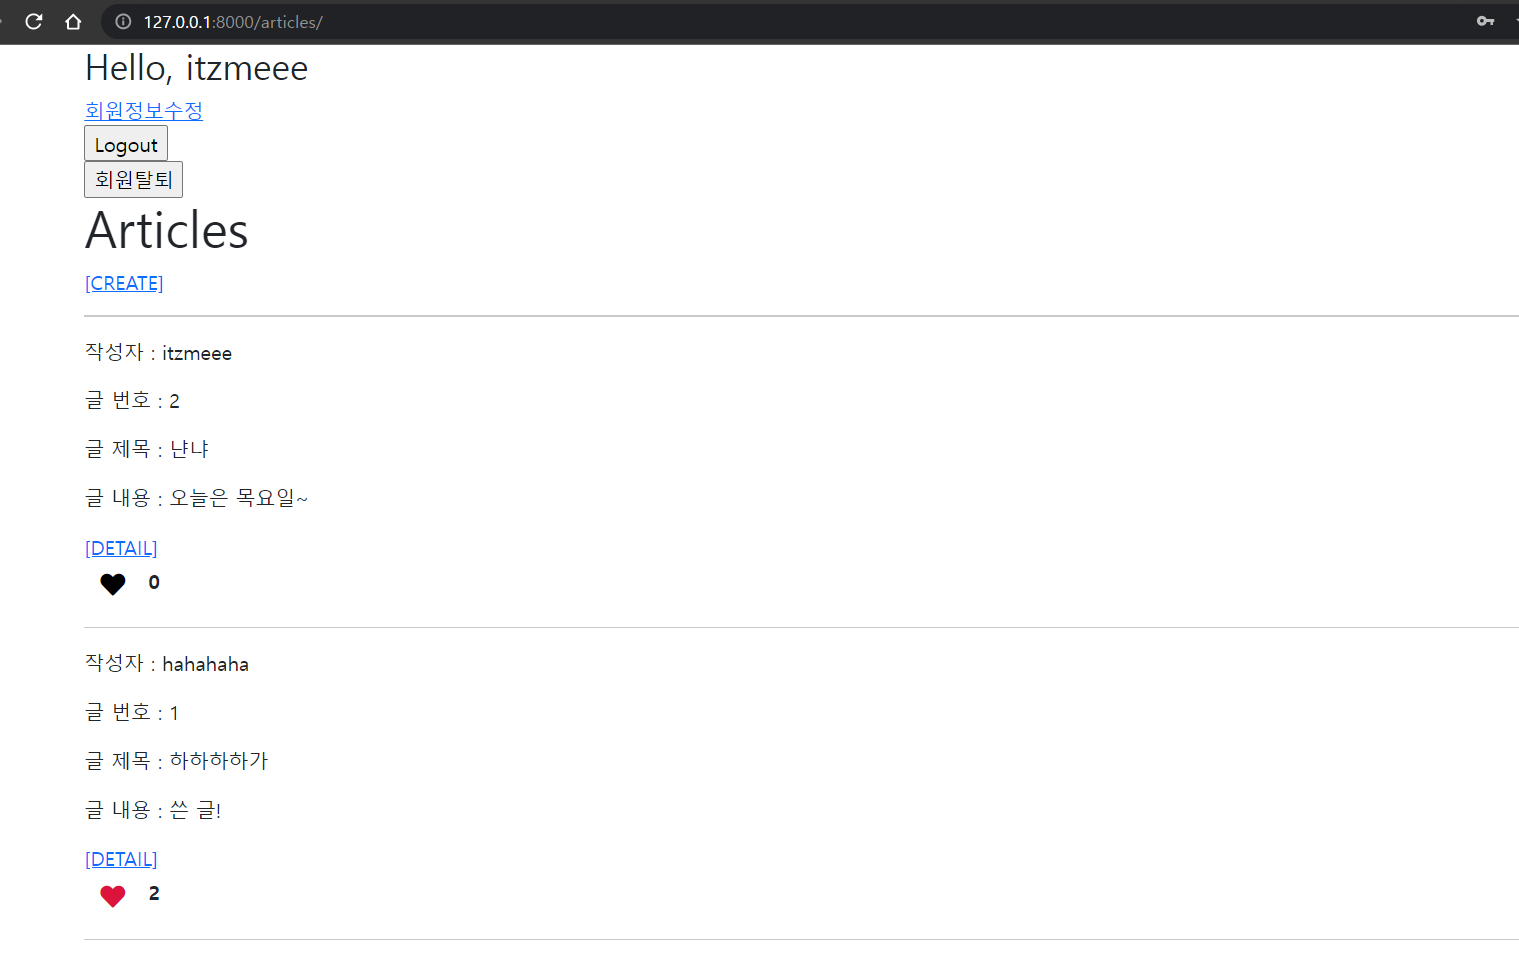 127.0.0.1:8000/articles/
Hello, itzmeee
회원정보수정
Logout
회원탈퇴
Articles
[CREATE]
작성자 : itzmeee
글 번호 : 2
글 제목 : 냔냐
글 내용 : 오늘은 목요일~
[DETAIL]
0
작성자 : hahahaha
글 번호 : 1
글 제목 : 하하하하가
글 내용 : 쓴 글!
[DETAIL]
2